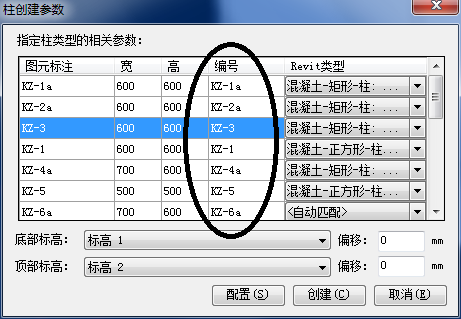 柱创建参数
指定柱类型的相关参数:
图元标注 宽 高 编号 Revit类型
KZ-1a 600 600 KZ-1a 混凝土-矩形-柱: ...
KZ-2a 600 600 KZ-2a 混凝土-矩形-柱: ...
KZ-3 600 600 KZ-3 混凝土-矩形-柱: ...
KZ-1 600 600 KZ-1 混凝土-正方形-柱...
KZ-4a 700 600 KZ-4a 混凝土-矩形-柱: ...
KZ-5 500 500 KZ-5 混凝土-正方形-柱...
KZ-6a 700 600 KZ-6a <自动匹配>
底部标高: 标高 1 偏移: 0 mm
顶部标高: 标高 2 偏移: 0 mm
配置(S) 创建(C) 取消(E)